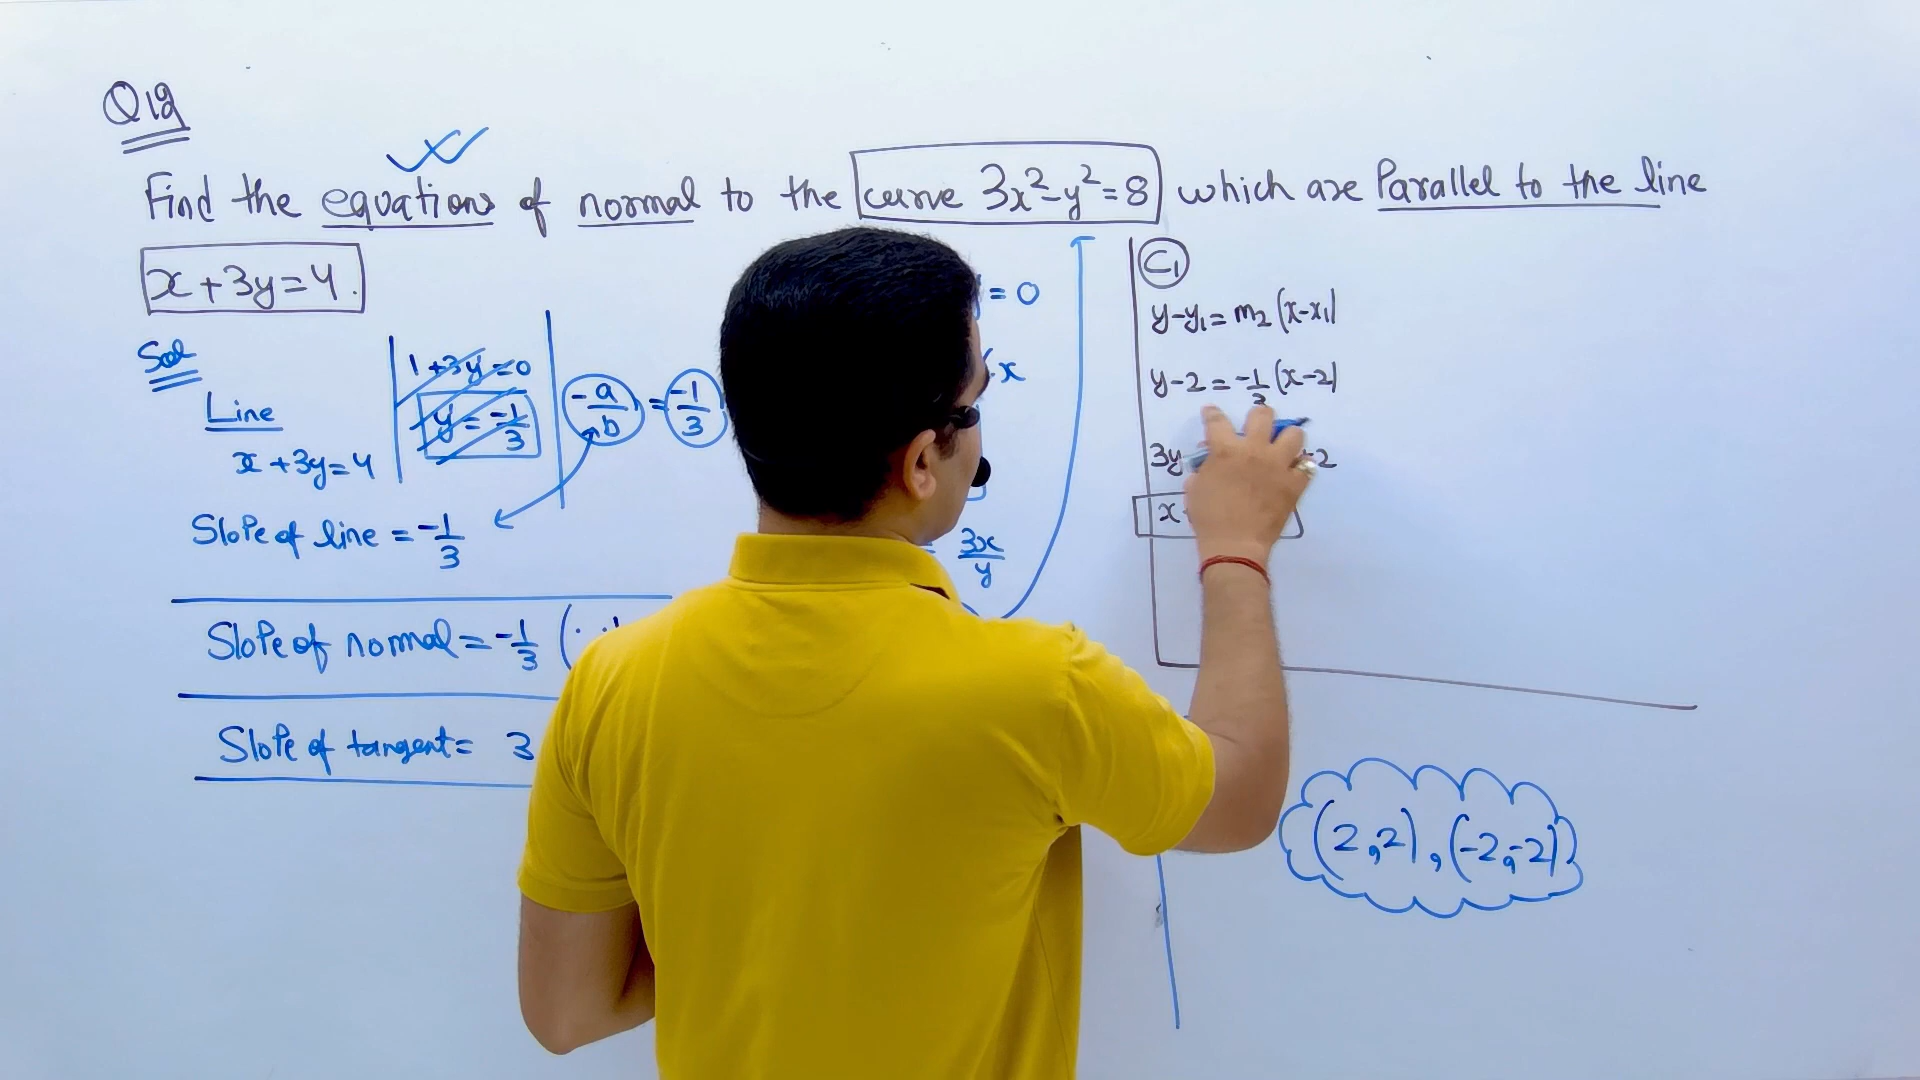 Q19
Find the equations of normal to the curve 3x²-y²=8 which are Parallel to the line
x+3y=4.
Sol
Line
x+3y=4
Slope of line = -1/3
1+3y=0
y = -1/3
-a/b = -1/3
Slope of normal = -1/3 (∵
Slope of tangent = 3
= 0
x
3x/y
C1
y-y₁ = m₂ (x-x₁)
y-2 = -1/3 (x-2)
3y
+2
x
(2,2), (-2,-2)